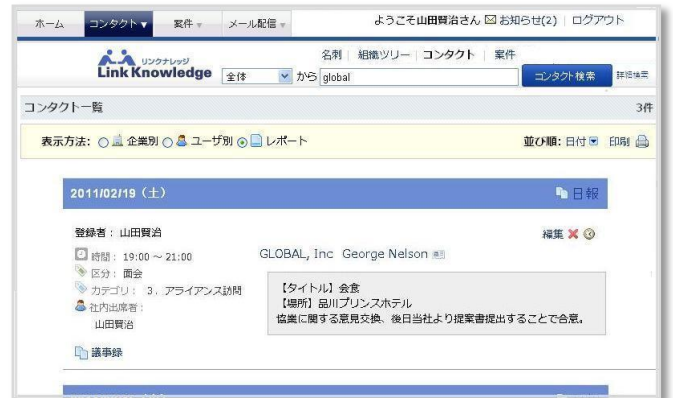 ホーム コンタクト▼ 案件▼ メール配信▼ ようこそ山田賢治さん お知らせ(2) | ログアウト
リンクナレッジ
Link Knowledge
名刺 | 組織ツリー | コンタクト | 案件
全体 から global コンタクト検索 詳細検索
コンタクト一覧 3件
表示方法: 企業別 ユーザ別 レポート 並び順: 日付 印刷
2011/02/19（土） 日報
登録者： 山田賢治 編集
時間： 19:00 ～ 21:00 GLOBAL, Inc George Nelson
区分： 面会
カテゴリ： 3．アライアンス訪問
社内出席者：
山田賢治
【タイトル】会食
【場所】品川プリンスホテル
協業に関する意見交換、後日当社より提案書提出することで合意。
議事録